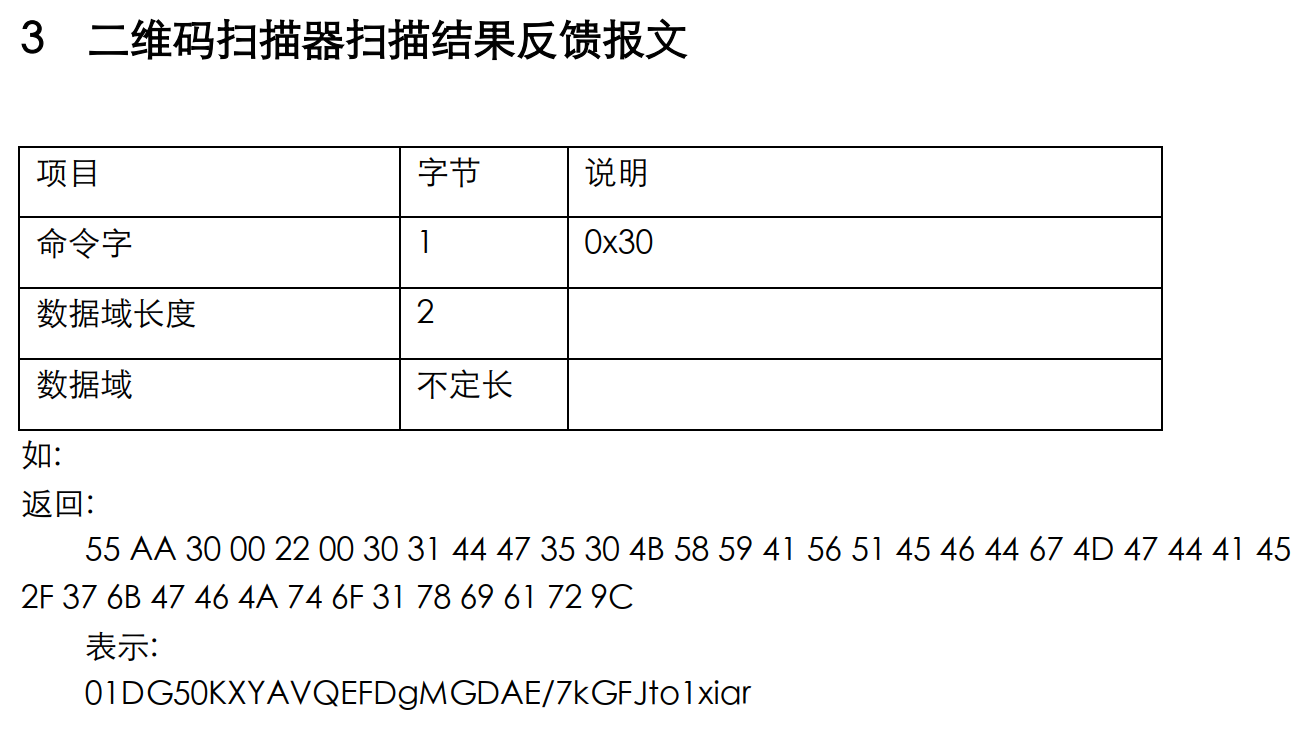 3 二维码扫描器扫描结果反馈报文
项目 字节 说明
命令字 1 0x30
数据域长度 2
数据域 不定长
如:
返回:
55 AA 30 00 22 00 30 31 44 47 35 30 4B 58 59 41 56 51 45 46 44 67 4D 47 44 41 45
2F 37 6B 47 46 4A 74 6F 31 78 69 61 72 9C
表示:
01DG50KXYAVQEFDgMGDAE/7kGFJto1xiar